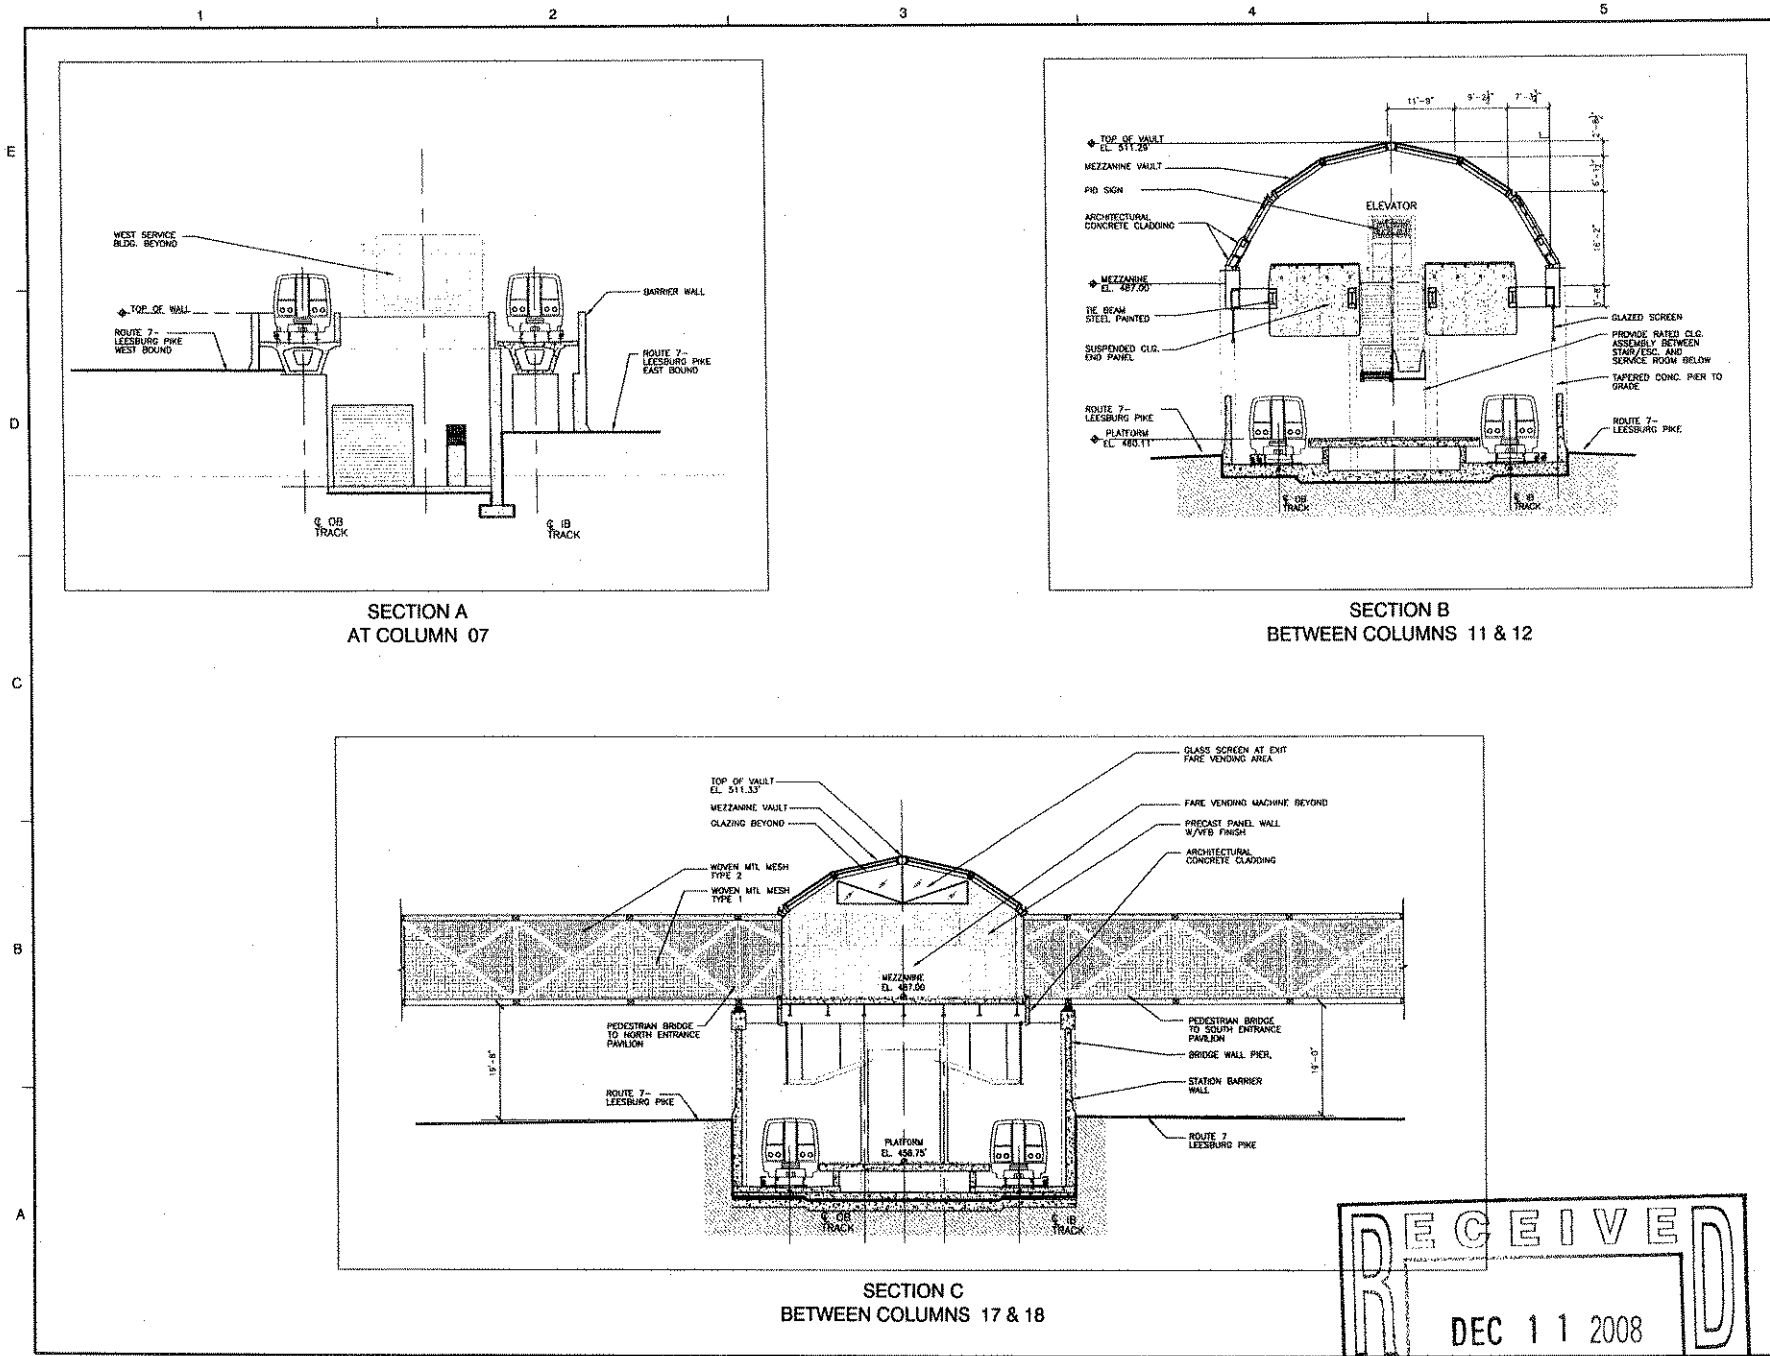 1
2
3
4
5
E
D
C
B
A
WEST SERVICE
BLDG. BEYOND
TOP OF WALL
ROUTE 7-
LEESBURG PIKE
WEST BOUND
BARRIER WALL
ROUTE 7-
LEESBURG PIKE
EAST BOUND
℄ OB
TRACK
℄ IB
TRACK
SECTION A
AT COLUMN 07
11'-9"
TOP OF VAULT
EL. 511.29'
MEZZANINE VAULT
PID SIGN
ARCHITECTURAL
CONCRETE CLADDING
MEZZANINE
EL. 487.00'
TIE BEAM
STEEL PAINTED
SUSPENDED CLG.
END PANEL
ROUTE 7-
LEESBURG PIKE
PLATFORM
EL. 460.11'
ELEVATOR
16'-2"
GLAZED SCREEN
PROVIDE RATED CLG.
ASSEMBLY BETWEEN
STAIR/ESC. AND
SERVICE ROOM BELOW
TAPERED CONC. PIER TO
GRADE
ROUTE 7-
LEESBURG PIKE
℄ OB
TRACK
℄ IB
TRACK
SECTION B
BETWEEN COLUMNS 11 & 12
TOP OF VAULT
EL. 511.33'
MEZZANINE VAULT
GLAZING BEYOND
WOVEN MTL MESH
TYPE 2
WOVEN MTL MESH
TYPE 1
GLASS SCREEN AT EXIT
FARE VENDING AREA
FARE VENDING MACHINE BEYOND
PRECAST PANEL WALL
W/VFB FINISH
ARCHITECTURAL
CONCRETE CLADDING
MEZZANINE
EL. 487.00
PEDESTRIAN BRIDGE
TO NORTH ENTRANCE
PAVILION
PEDESTRIAN BRIDGE
TO SOUTH ENTRANCE
PAVILION
BRIDGE WALL PIER,
STATION BARRIER
WALL
19'-8"
19'-0"
ROUTE 7-
LEESBURG PIKE
ROUTE 7
LEESBURG PIKE
PLATFORM
EL. 458.75'
℄ OB
TRACK
℄ IB
TRACK
SECTION C
BETWEEN COLUMNS 17 & 18
RECEIVED
DEC 11 2008